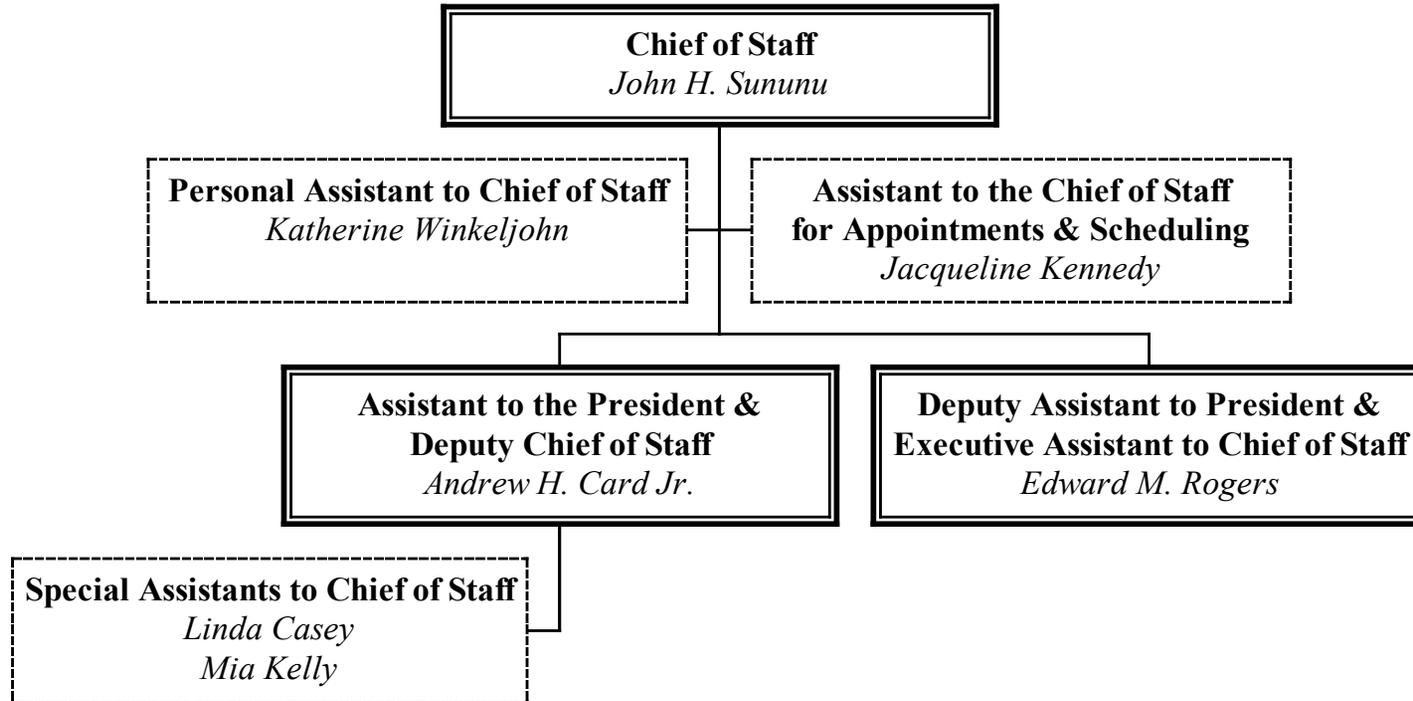 Chief of Staff
John H. Sununu
Personal Assistant to Chief of Staff
Katherine Winkeljohn
Assistant to the Chief of Staff
for Appointments & Scheduling
Jacqueline Kennedy
Assistant to the President &
Deputy Chief of Staff
Andrew H. Card Jr.
Deputy Assistant to President &
Executive Assistant to Chief of Staff
Edward M. Rogers
Special Assistants to Chief of Staff
Linda Casey
Mia Kelly